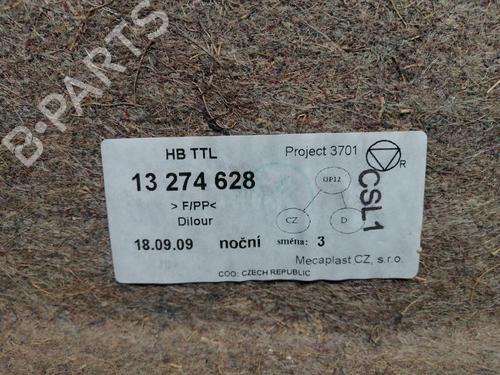 B-PARTS
HB TTL
Project 3701
R
13 274 628
OP12
CSL1
> F/PP<
CZ
D
Dilour
18.09.09 noční směna: 3
Mecaplast CZ, s.r.o.
COO: CZECH REPUBLIC